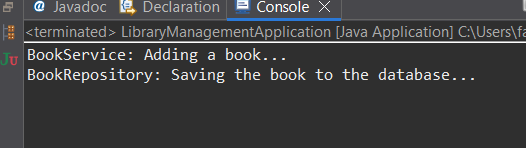 @ Javadoc Declaration Console
<terminated> LibraryManagementApplication [Java Application] C:\Users\fa
Ju
BookService: Adding a book...
BookRepository: Saving the book to the database...